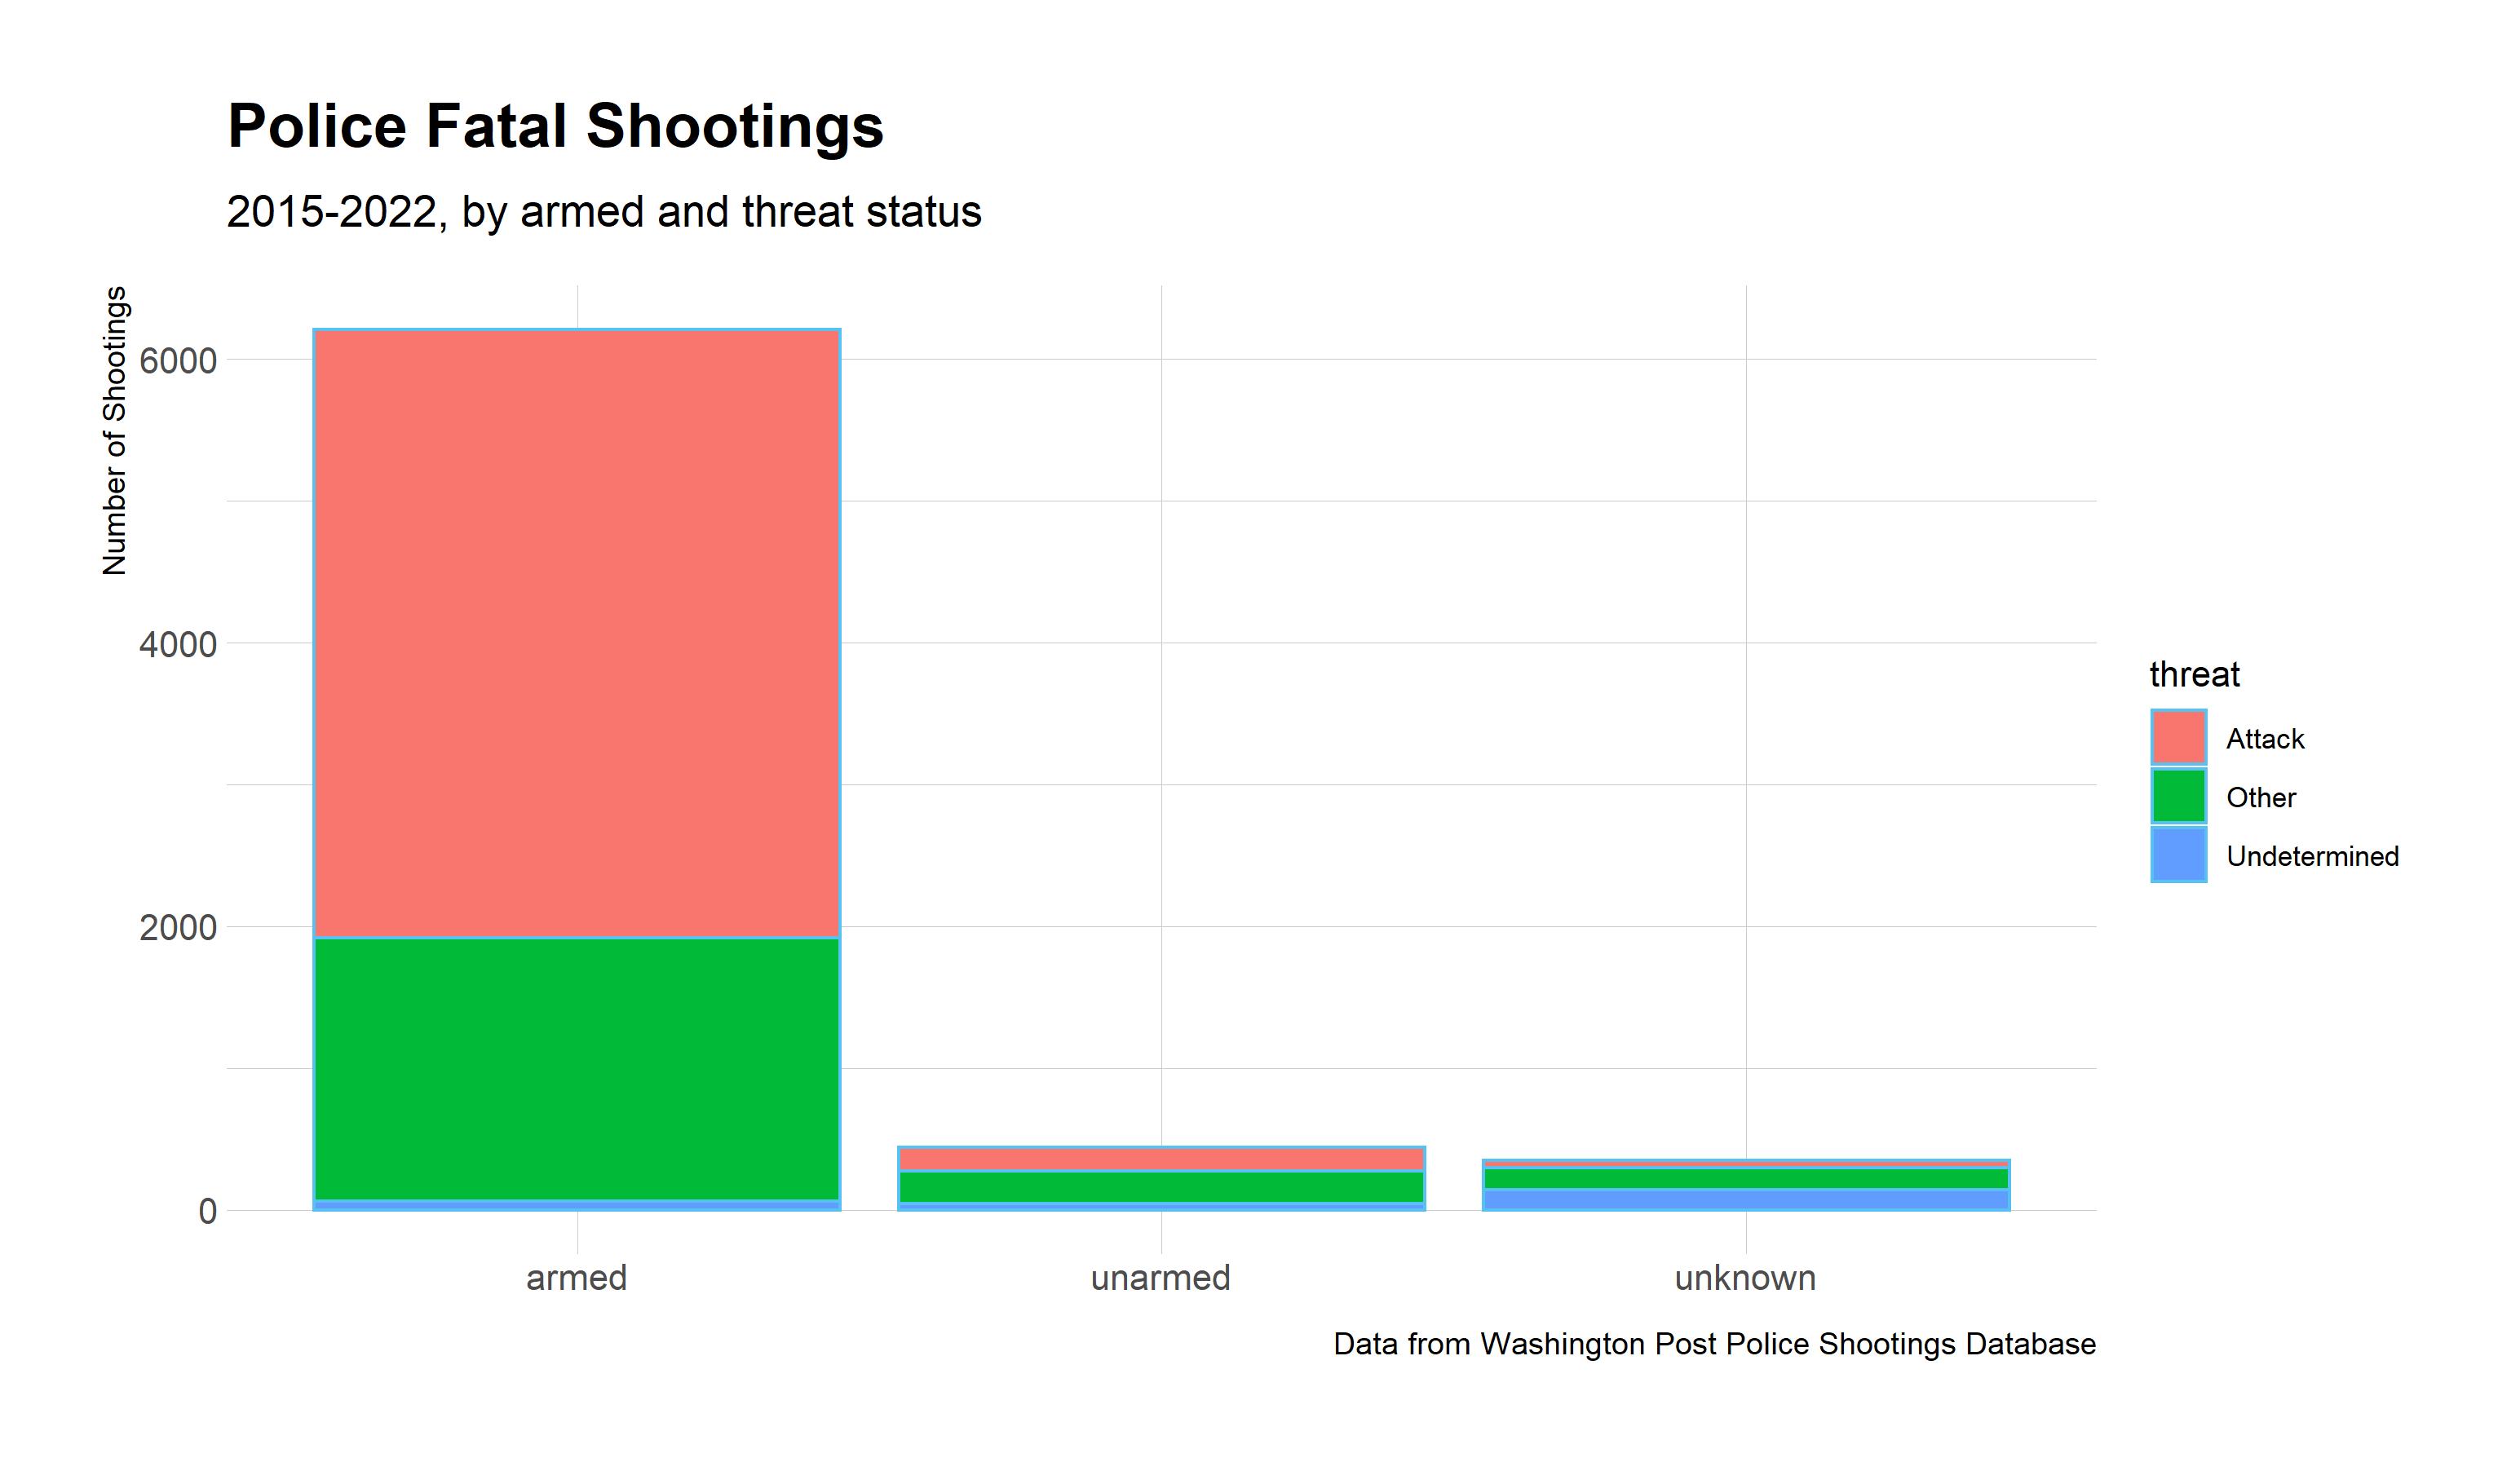 Police Fatal Shootings
2015-2022, by armed and threat status
Number of Shootings
6000
4000
2000
0
armed
unarmed
unknown
threat
Attack
Other
Undetermined
Data from Washington Post Police Shootings Database